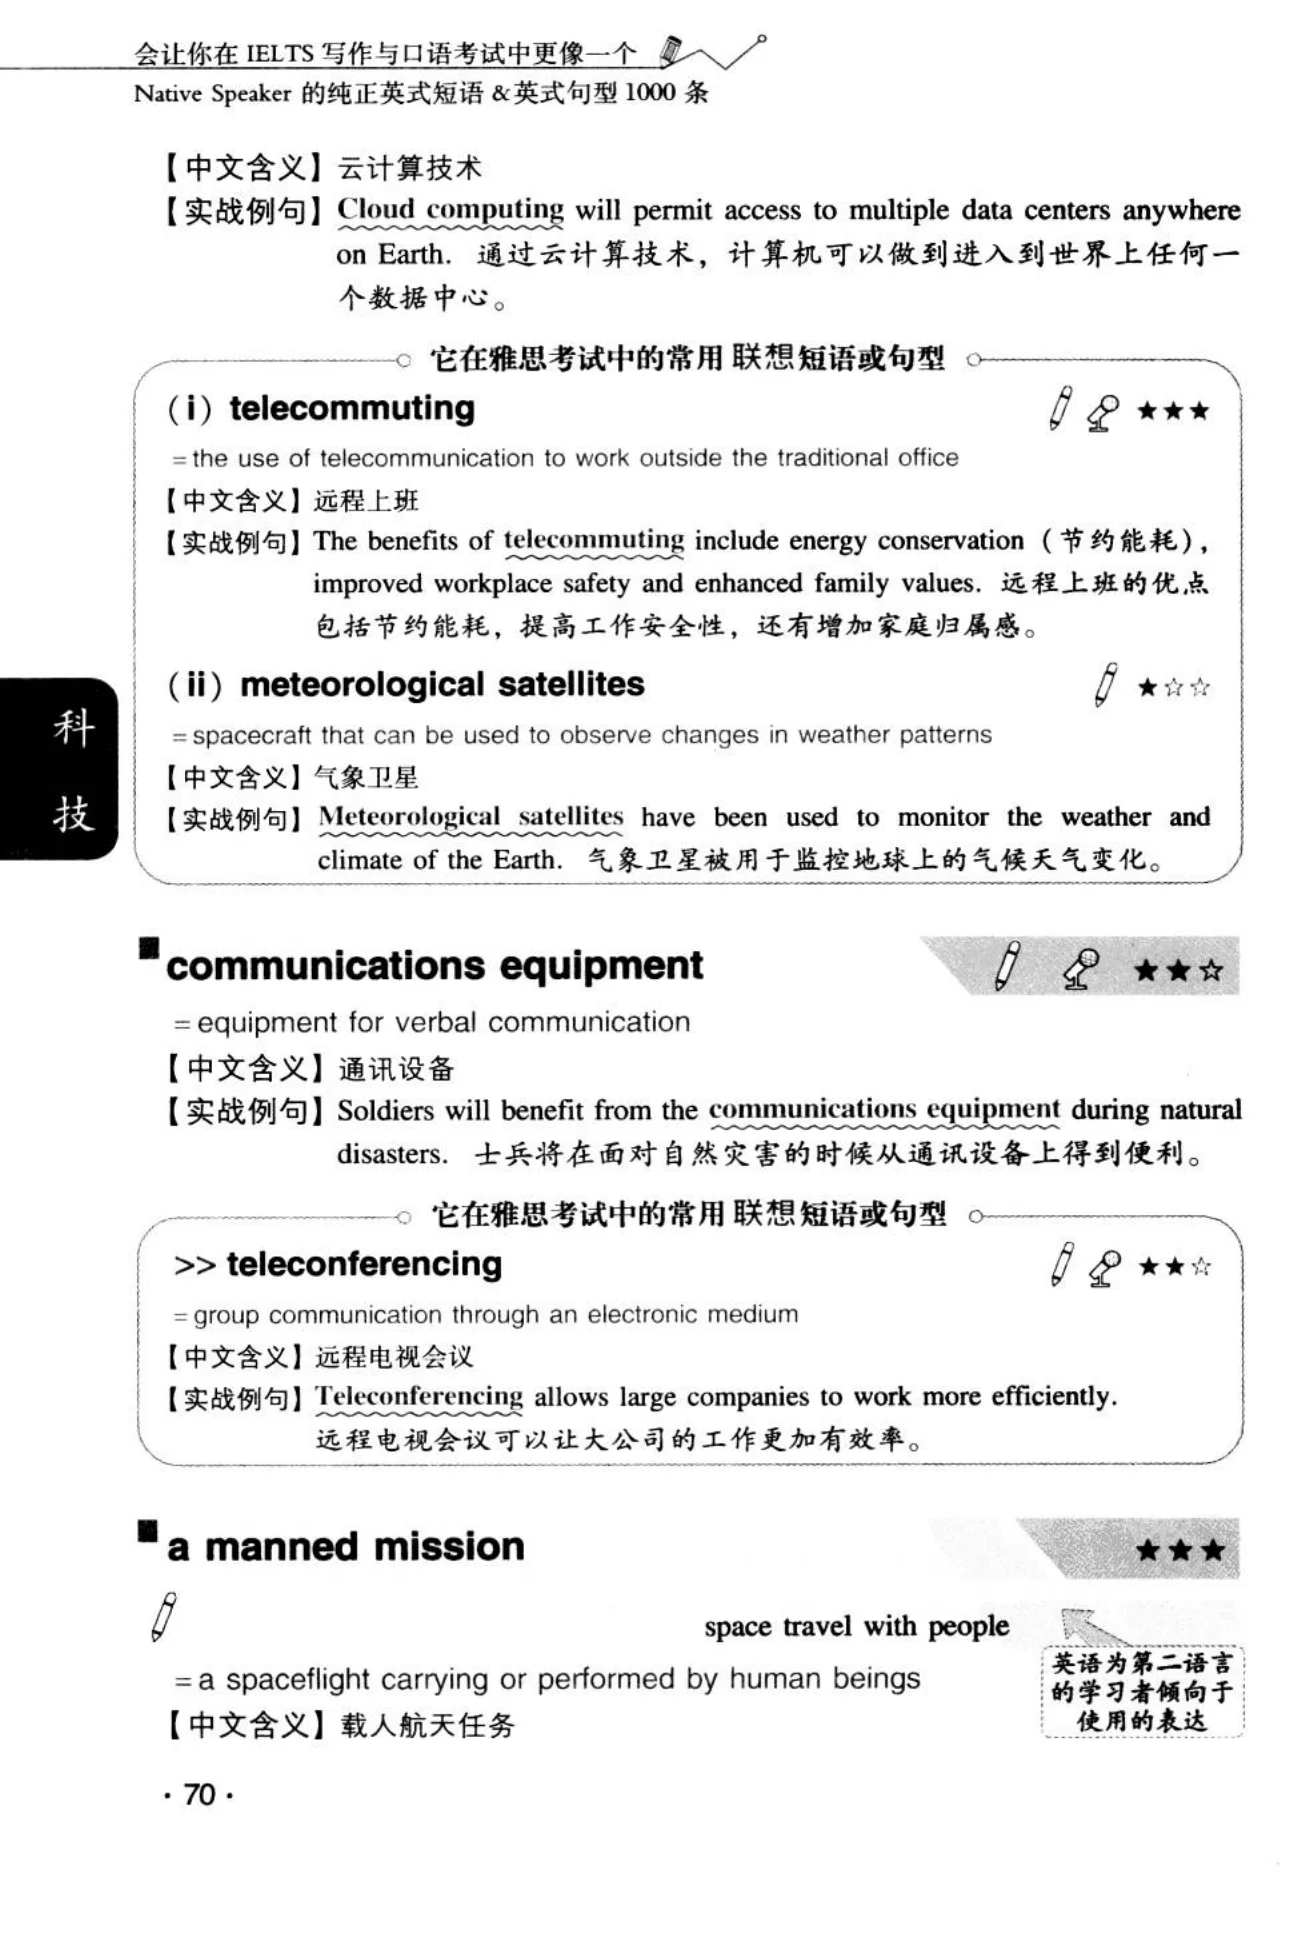 会让你在 IELTS 写作与口语考试中更像一个
Native Speaker 的纯正英式短语 &英式句型 1000 条
【中文含义】云计算技术
【实战例句】Cloud computing will permit access to multiple data centers anywhere
on Earth. 通过云计算技术，计算机可以做到进入到世界上任何一
个数据中心。
它在雅思考试中的常用 联想短语或句型
（i）telecommuting ★★★
=the use of telecommunication to work outside the traditional office
【中文含义】远程上班
【实战例句】The benefits of telecommuting include energy conservation（节约能耗），
improved workplace safety and enhanced family values. 远程上班的优点
包括节约能耗，提高工作安全性，还有增加家庭归属感。
（ii）meteorological satellites ★☆☆
=spacecraft that can be used to observe changes in weather patterns
【中文含义】气象卫星
【实战例句】Meteorological satellites have been used to monitor the weather and
climate of the Earth. 气象卫星被用于监控地球上的气候天气变化。
科
技
communications equipment ★★☆
=equipment for verbal communication
【中文含义】通讯设备
【实战例句】Soldiers will benefit from the communications equipment during natural
disasters. 士兵将在面对自然灾害的时候从通讯设备上得到便利。
它在雅思考试中的常用 联想短语或句型
>> teleconferencing ★★☆
=group communication through an electronic medium
【中文含义】远程电视会议
【实战例句】Teleconferencing allows large companies to work more efficiently.
远程电视会议可以让大公司的工作更加有效率。
a manned mission ★★★
space travel with people
=a spaceflight carrying or performed by human beings
英语为第二语言
的学习者倾向于
使用的表达
【中文含义】载人航天任务
·70·